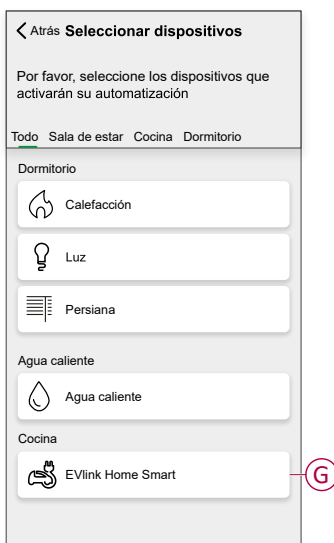 Atrás Seleccionar dispositivos
Por favor, seleccione los dispositivos que
activarán su automatización
Todo Sala de estar Cocina Dormitorio
Dormitorio
Calefacción
Luz
Persiana
Agua caliente
Agua caliente
Cocina
EVlink Home Smart
G